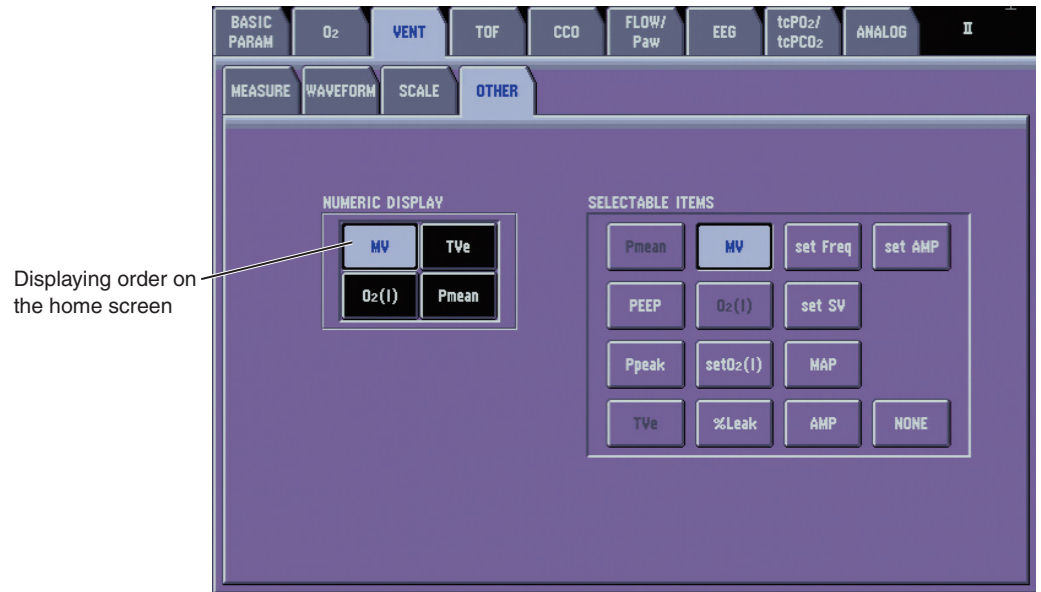 BASIC
PARAM
O2
VENT
TOF
CCO
FLOW/
Paw
EEG
tcPO2/
tcPCO2
ANALOG
II
MEASURE
WAVEFORM
SCALE
OTHER
NUMERIC DISPLAY
SELECTABLE ITEMS
MV
TVe
O2(I)
Pmean
Pmean
MV
set Freq
set AMP
PEEP
O2(I)
set SV
Ppeak
setO2(I)
MAP
TVe
%Leak
AMP
NONE
Displaying order on
the home screen